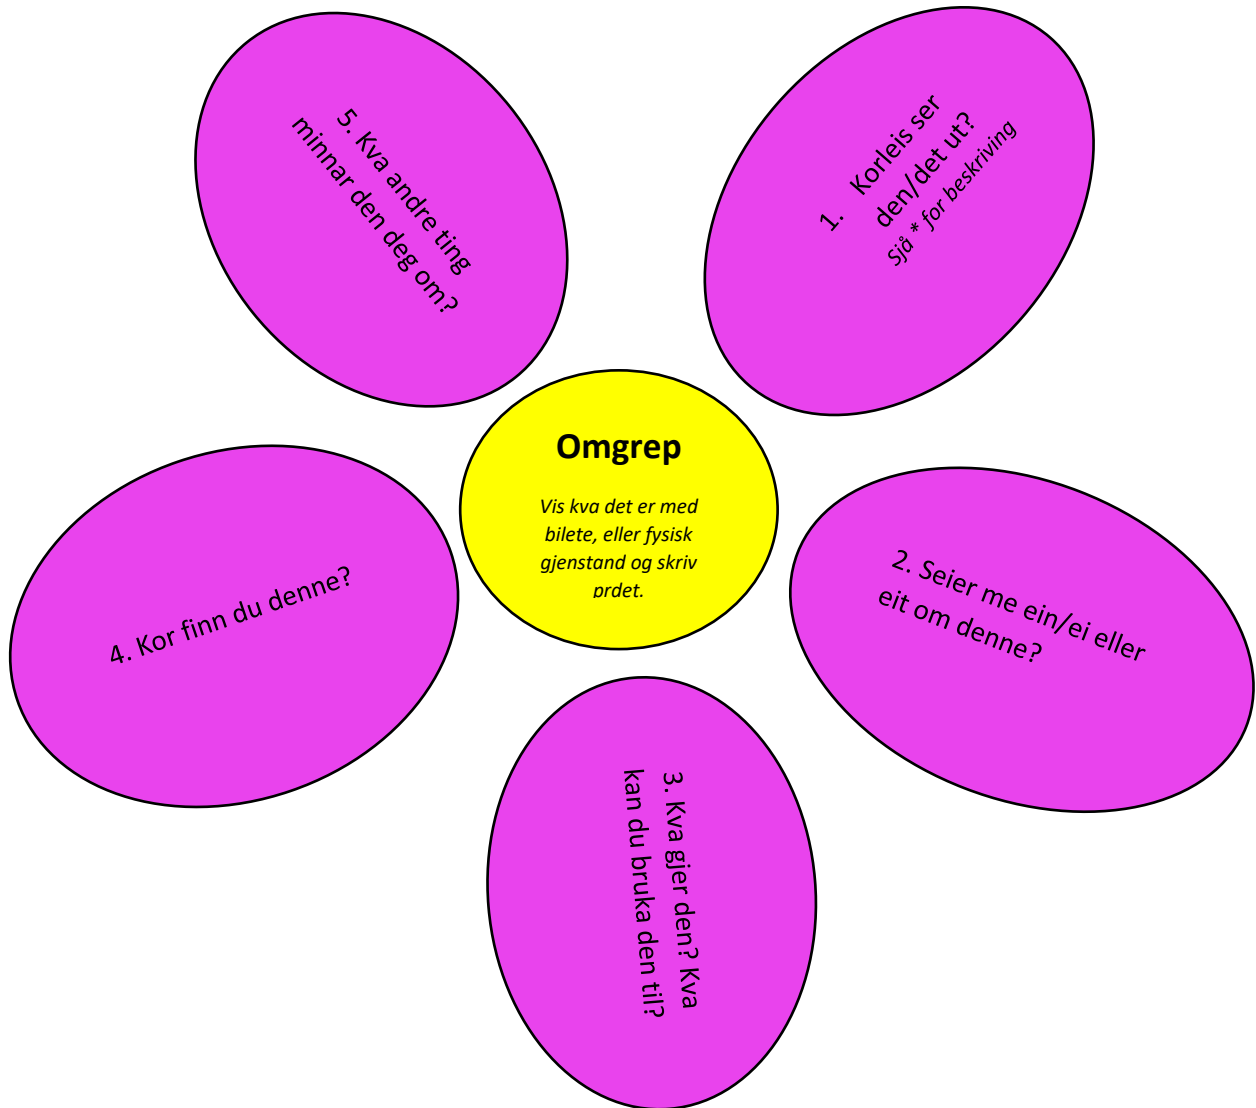 Omgrep
Vis kva det er med
bilete, eller fysisk
gjenstand og skriv
ordet.
1. Korleis ser
den/det ut?
Sjå * for beskriving
2. Seier me ein/ei eller
eit om denne?
3. Kva gjer den? Kva
kan du bruka den til?
4. Kor finn du denne?
5. Kva andre ting
minnar den deg om?